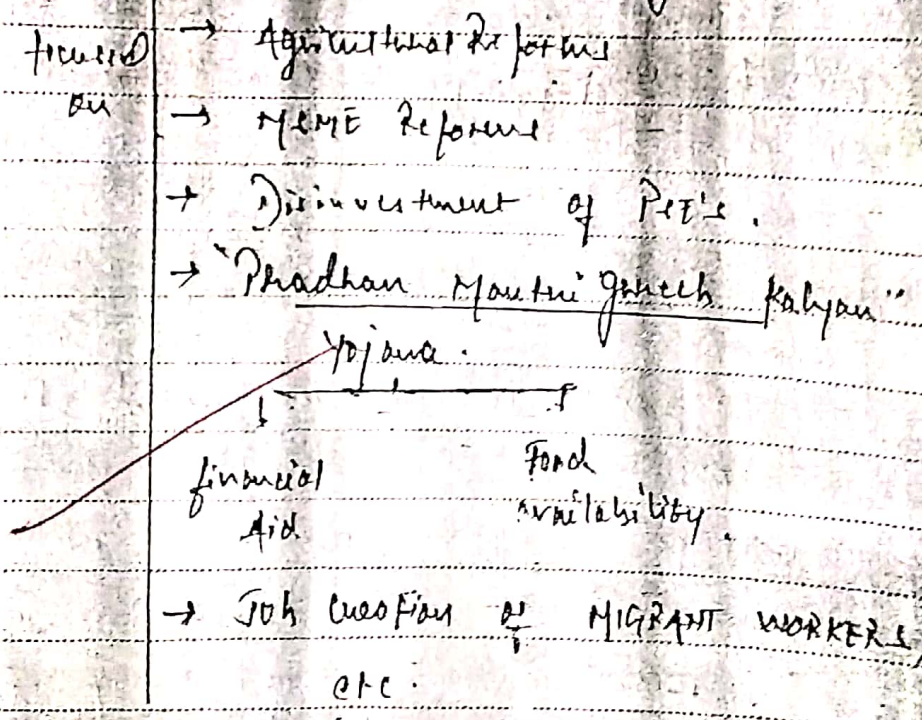 focused → Agricultural Reforms
on → MSME Reforms
→ Disinvestment of PSE's.
→ "Pradhan Mantri Gareeb Kalyan"
Yojana.
financial Food
Aid availability.
→ Job creation of MIGRANT WORKERS
etc.